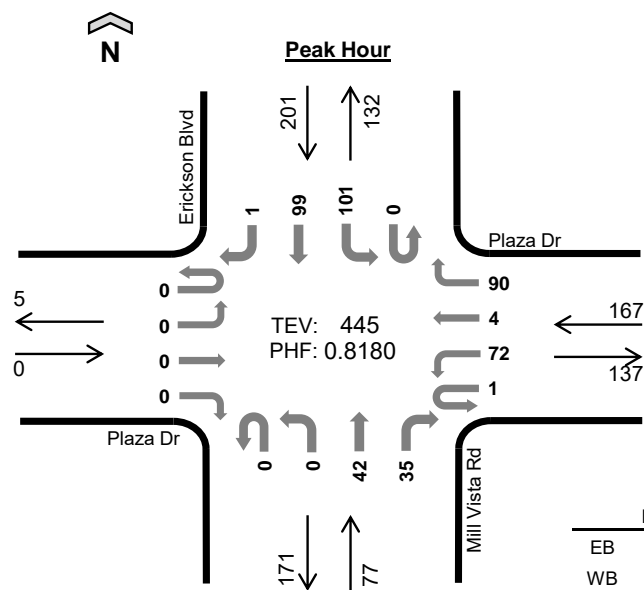 N
Peak Hour
201
132
Erickson Blvd
1
99
101
0
Plaza Dr
0
90
5
0
4
167
TEV: 445
PHF: 0.8180
0
0
72
137
0
1
Plaza Dr
0
0
42
35
Mill Vista Rd
171
77
EB
WB